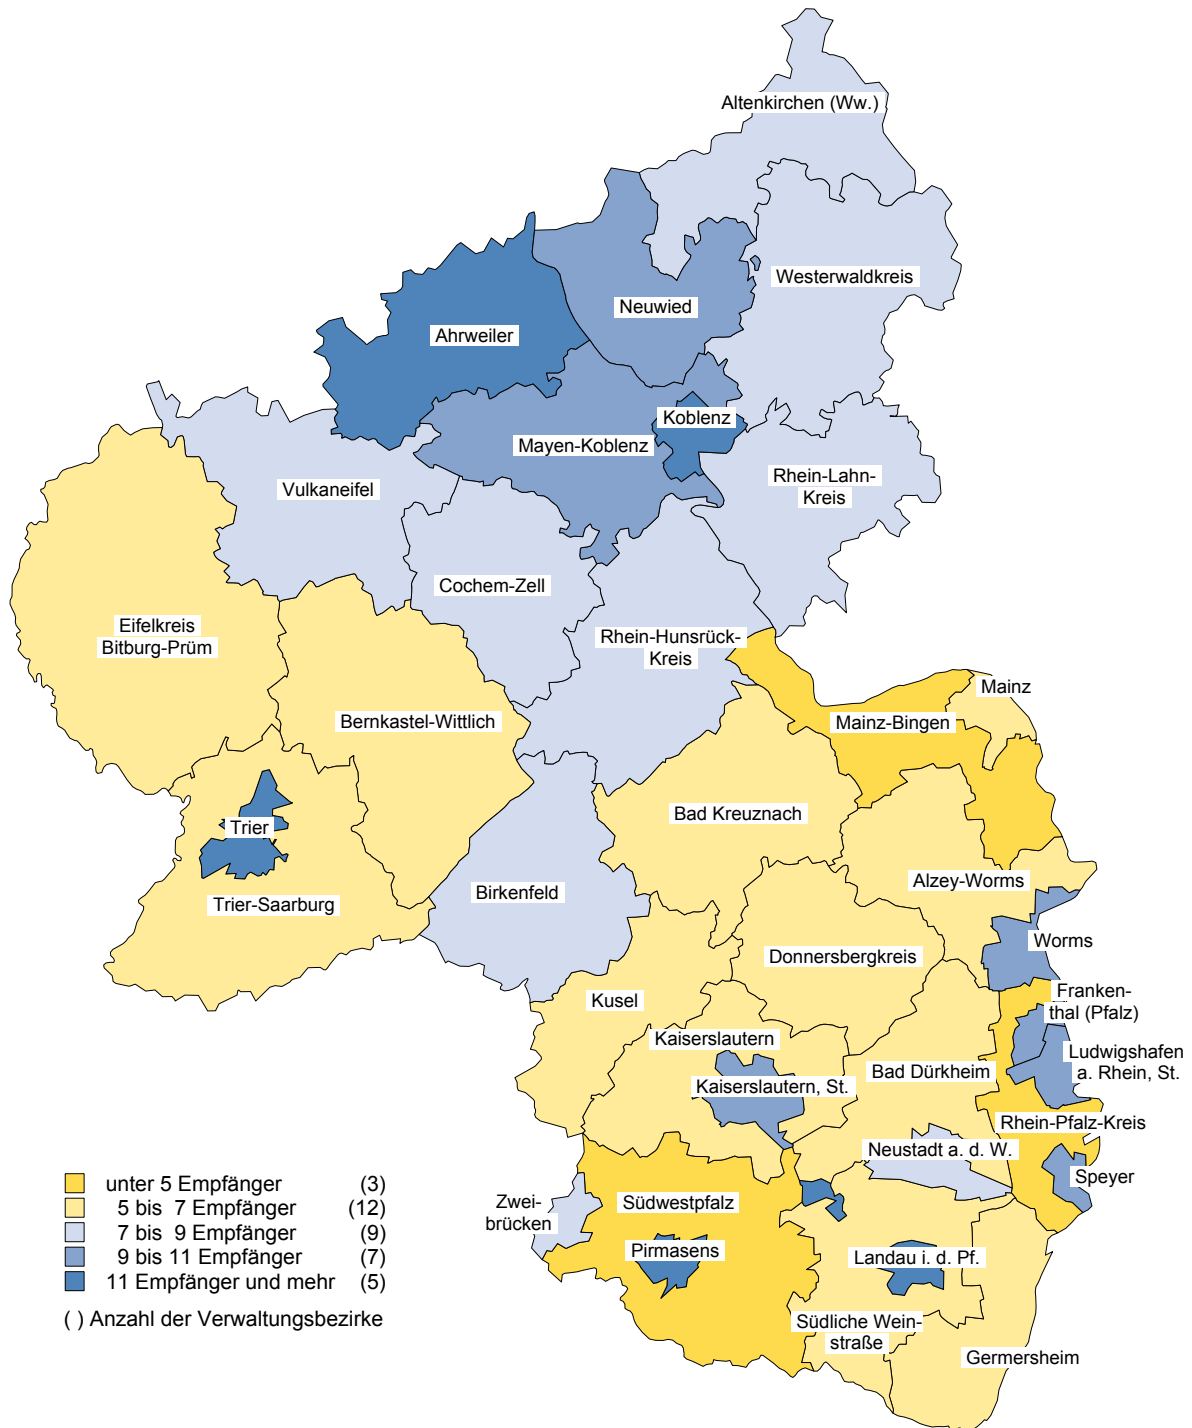 Altenkirchen (Ww.)
Westerwaldkreis
Neuwied
Ahrweiler
Koblenz
Mayen-Koblenz
Rhein-Lahn-
Kreis
Vulkaneifel
Cochem-Zell
Eifelkreis
Bitburg-Prüm
Rhein-Hunsrück-
Kreis
Mainz
Mainz-Bingen
Bernkastel-Wittlich
Bad Kreuznach
Trier
Alzey-Worms
Birkenfeld
Trier-Saarburg
Worms
Donnersbergkreis
Kusel
Franken-
thal (Pfalz)
Kaiserslautern
Ludwigshafen
a. Rhein, St.
Bad Dürkheim
Kaiserslautern, St.
Rhein-Pfalz-Kreis
Neustadt a. d. W.
Speyer
Zwei-
brücken
Südwestpfalz
Pirmasens
Landau i. d. Pf.
Südliche Wein-
straße
Germersheim
unter 5 Empfänger (3)
5 bis 7 Empfänger (12)
7 bis 9 Empfänger (9)
9 bis 11 Empfänger (7)
11 Empfänger und mehr (5)
( ) Anzahl der Verwaltungsbezirke